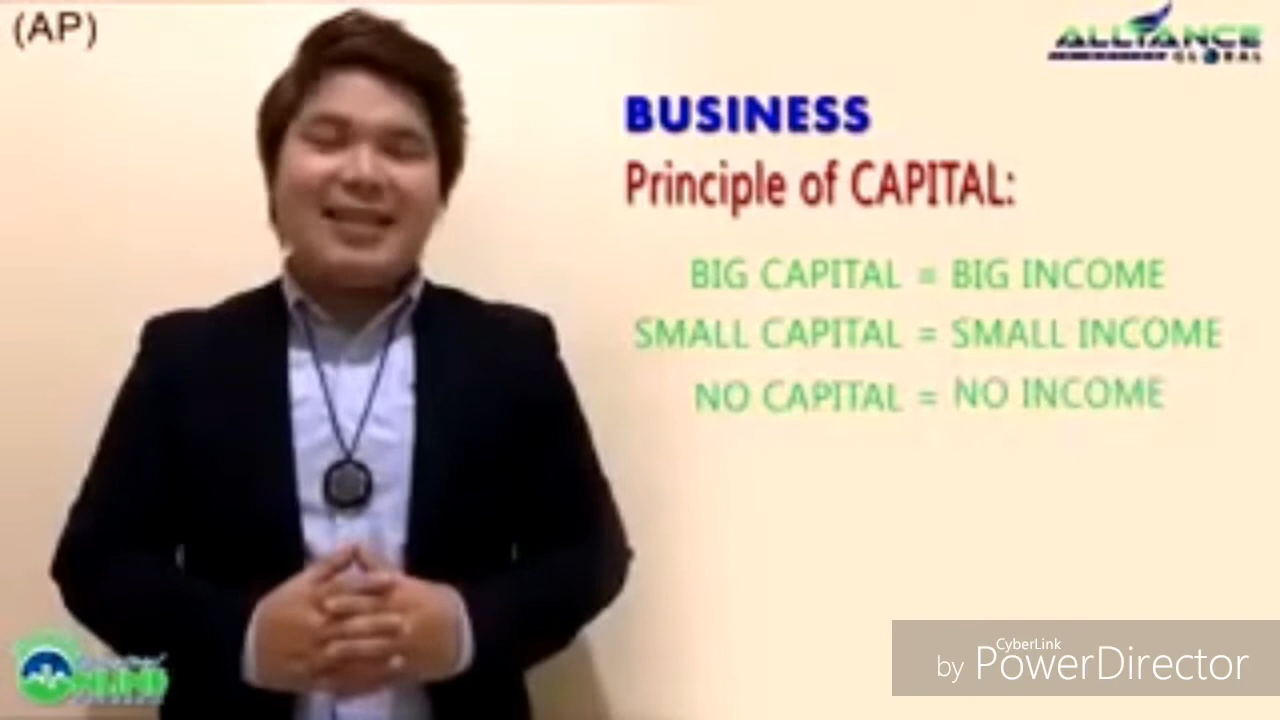 (AP)
ALLIANCE
GLOBAL
BUSINESS
Principle of CAPITAL:
BIG CAPITAL = BIG INCOME
SMALL CAPITAL = SMALL INCOME
NO CAPITAL = NO INCOME
CyberLink
by PowerDirector